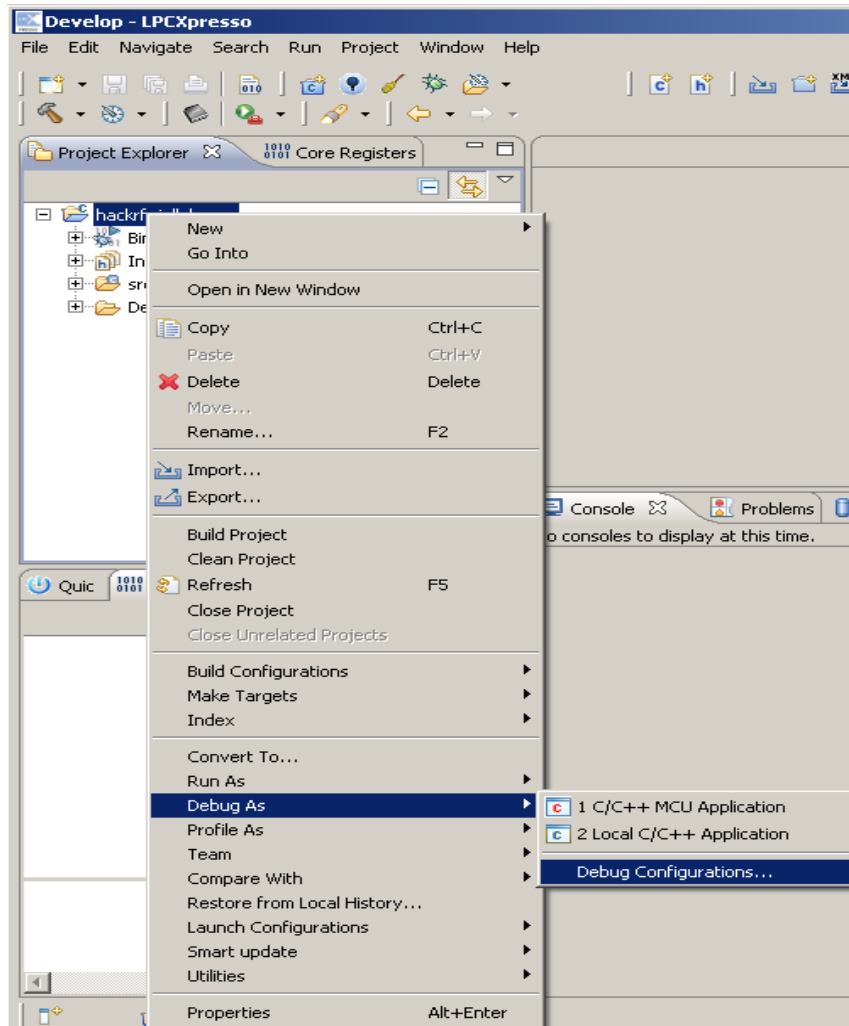 Develop - LPCXpresso
File Edit Navigate Search Run Project Window Help
Project Explorer Core Registers
New
Go Into
Open in New Window
Copy Ctrl+C
Paste Ctrl+V
Delete Delete
Move...
Rename... F2
Import...
Export...
Console Problems
o consoles to display at this time.
Build Project
Clean Project
Quic
Refresh F5
Close Project
Close Unrelated Projects
Build Configurations
Make Targets
Index
Convert To...
Run As
Debug As
1 C/C++ MCU Application
Profile As
2 Local C/C++ Application
Team
Compare With
Debug Configurations...
Restore from Local History...
Launch Configurations
Smart update
Utilities
Properties Alt+Enter